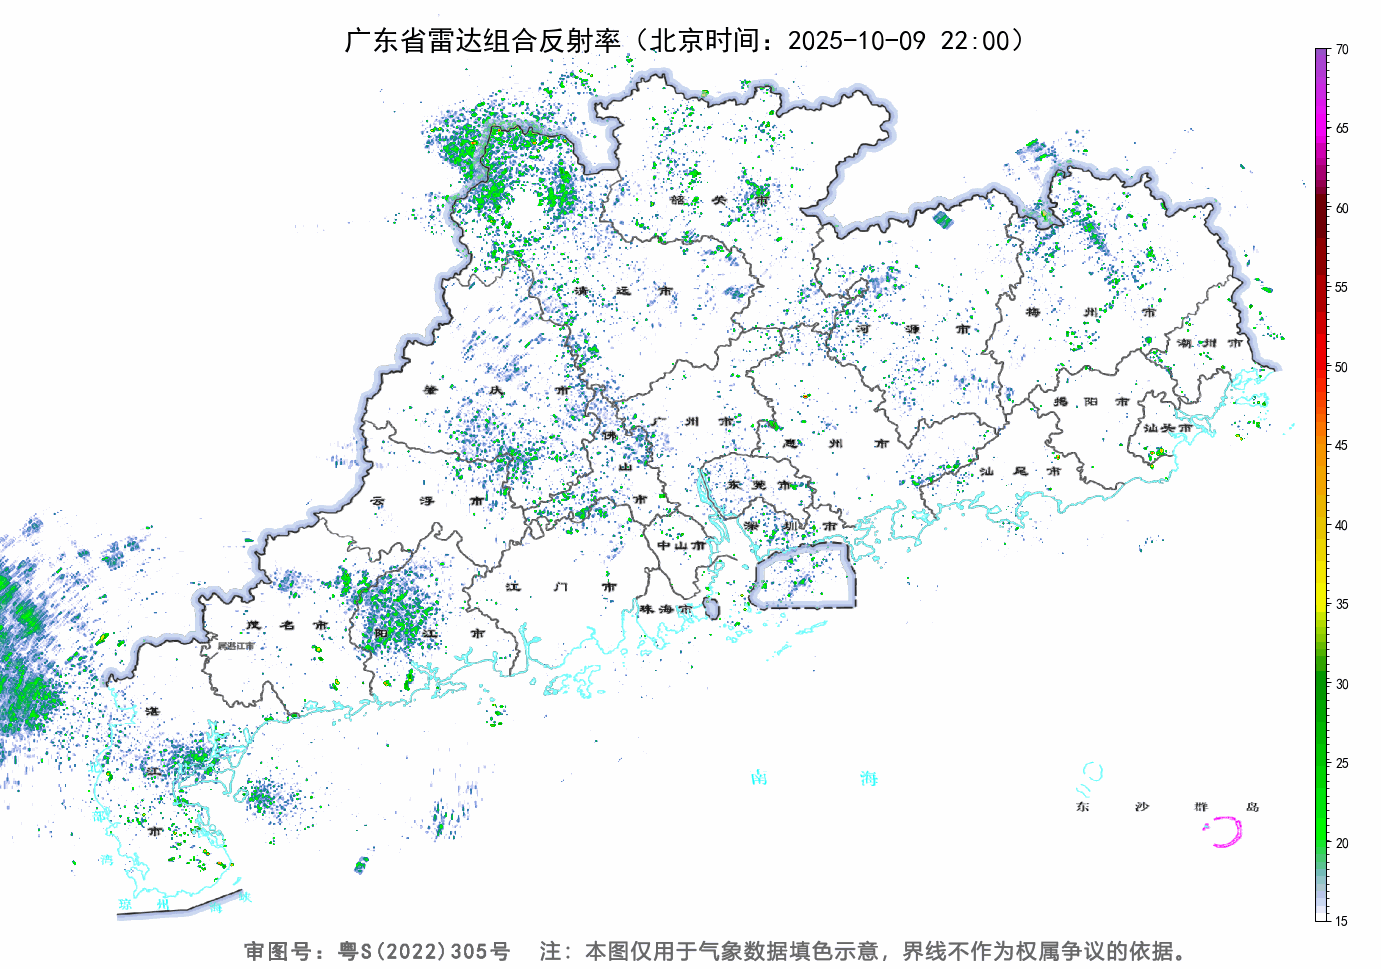 广东省雷达组合反射率（北京时间：2025-10-09 22:00）
70
65
60
55
50
45
40
35
30
25
20
15
韶 关 市
清 远 市
河 源 市
梅 州 市
潮 州 市
肇 庆 市
广 州 市
惠 州 市
揭 阳 市
汕头市
佛 山 市
东 莞 市
汕 尾 市
云 浮 市
深 圳 市
中山市
江 门 市
珠海市
茂 名 市
阳 江 市
属湛江市
湛 江 市
南 海
东 沙 群 岛
湾
琼 州 海 峡
审图号：粤S(2022)305号 注：本图仅用于气象数据填色示意，界线不作为权属争议的依据。